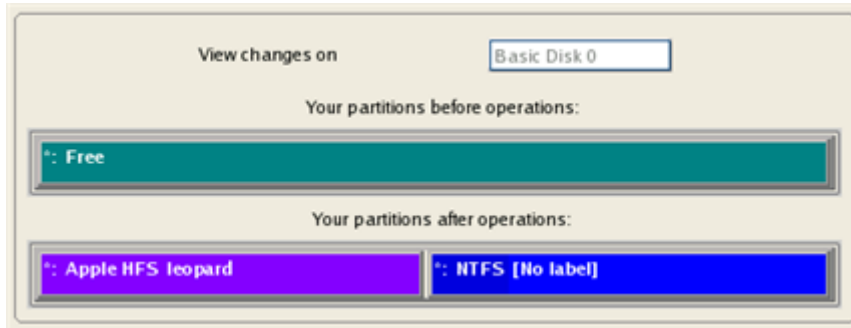 View changes on
Basic Disk 0
Your partitions before operations:
*: Free
Your partitions after operations:
*: Apple HFS leopard
*: NTFS [No label]